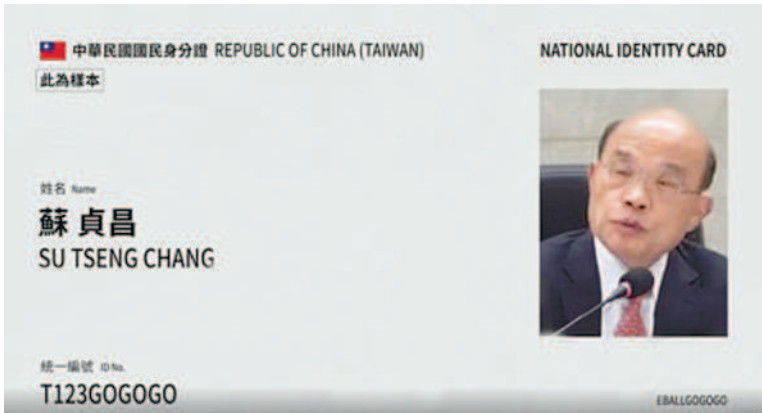 中華民國國民身分證 REPUBLIC OF CHINA (TAIWAN)
NATIONAL IDENTITY CARD
此為樣本
姓名 Name
蘇 貞昌
SU TSENG CHANG
統一編號 ID No.
T123GOGOGO
EBALLGOGOGO